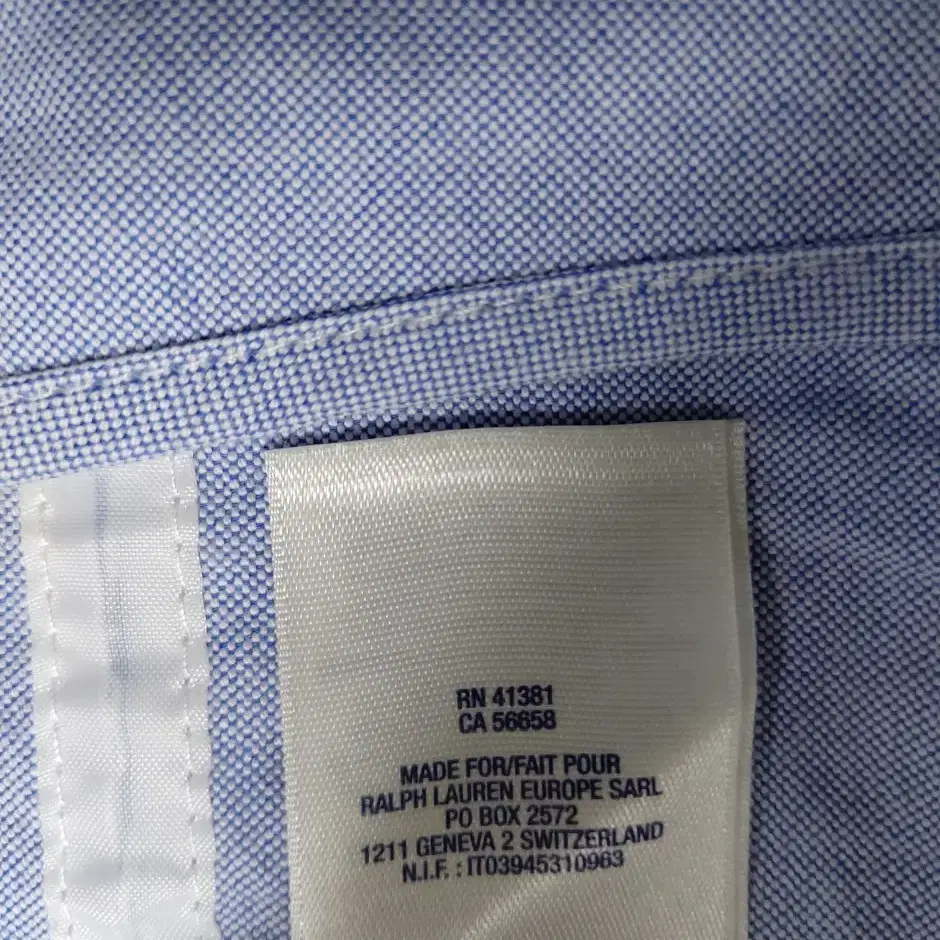 RN 41381
CA 56658
MADE FOR/FAIT POUR
RALPH LAUREN EUROPE SARL
PO BOX 2572
1211 GENEVA 2 SWITZERLAND
N.I.F. : IT03945310963